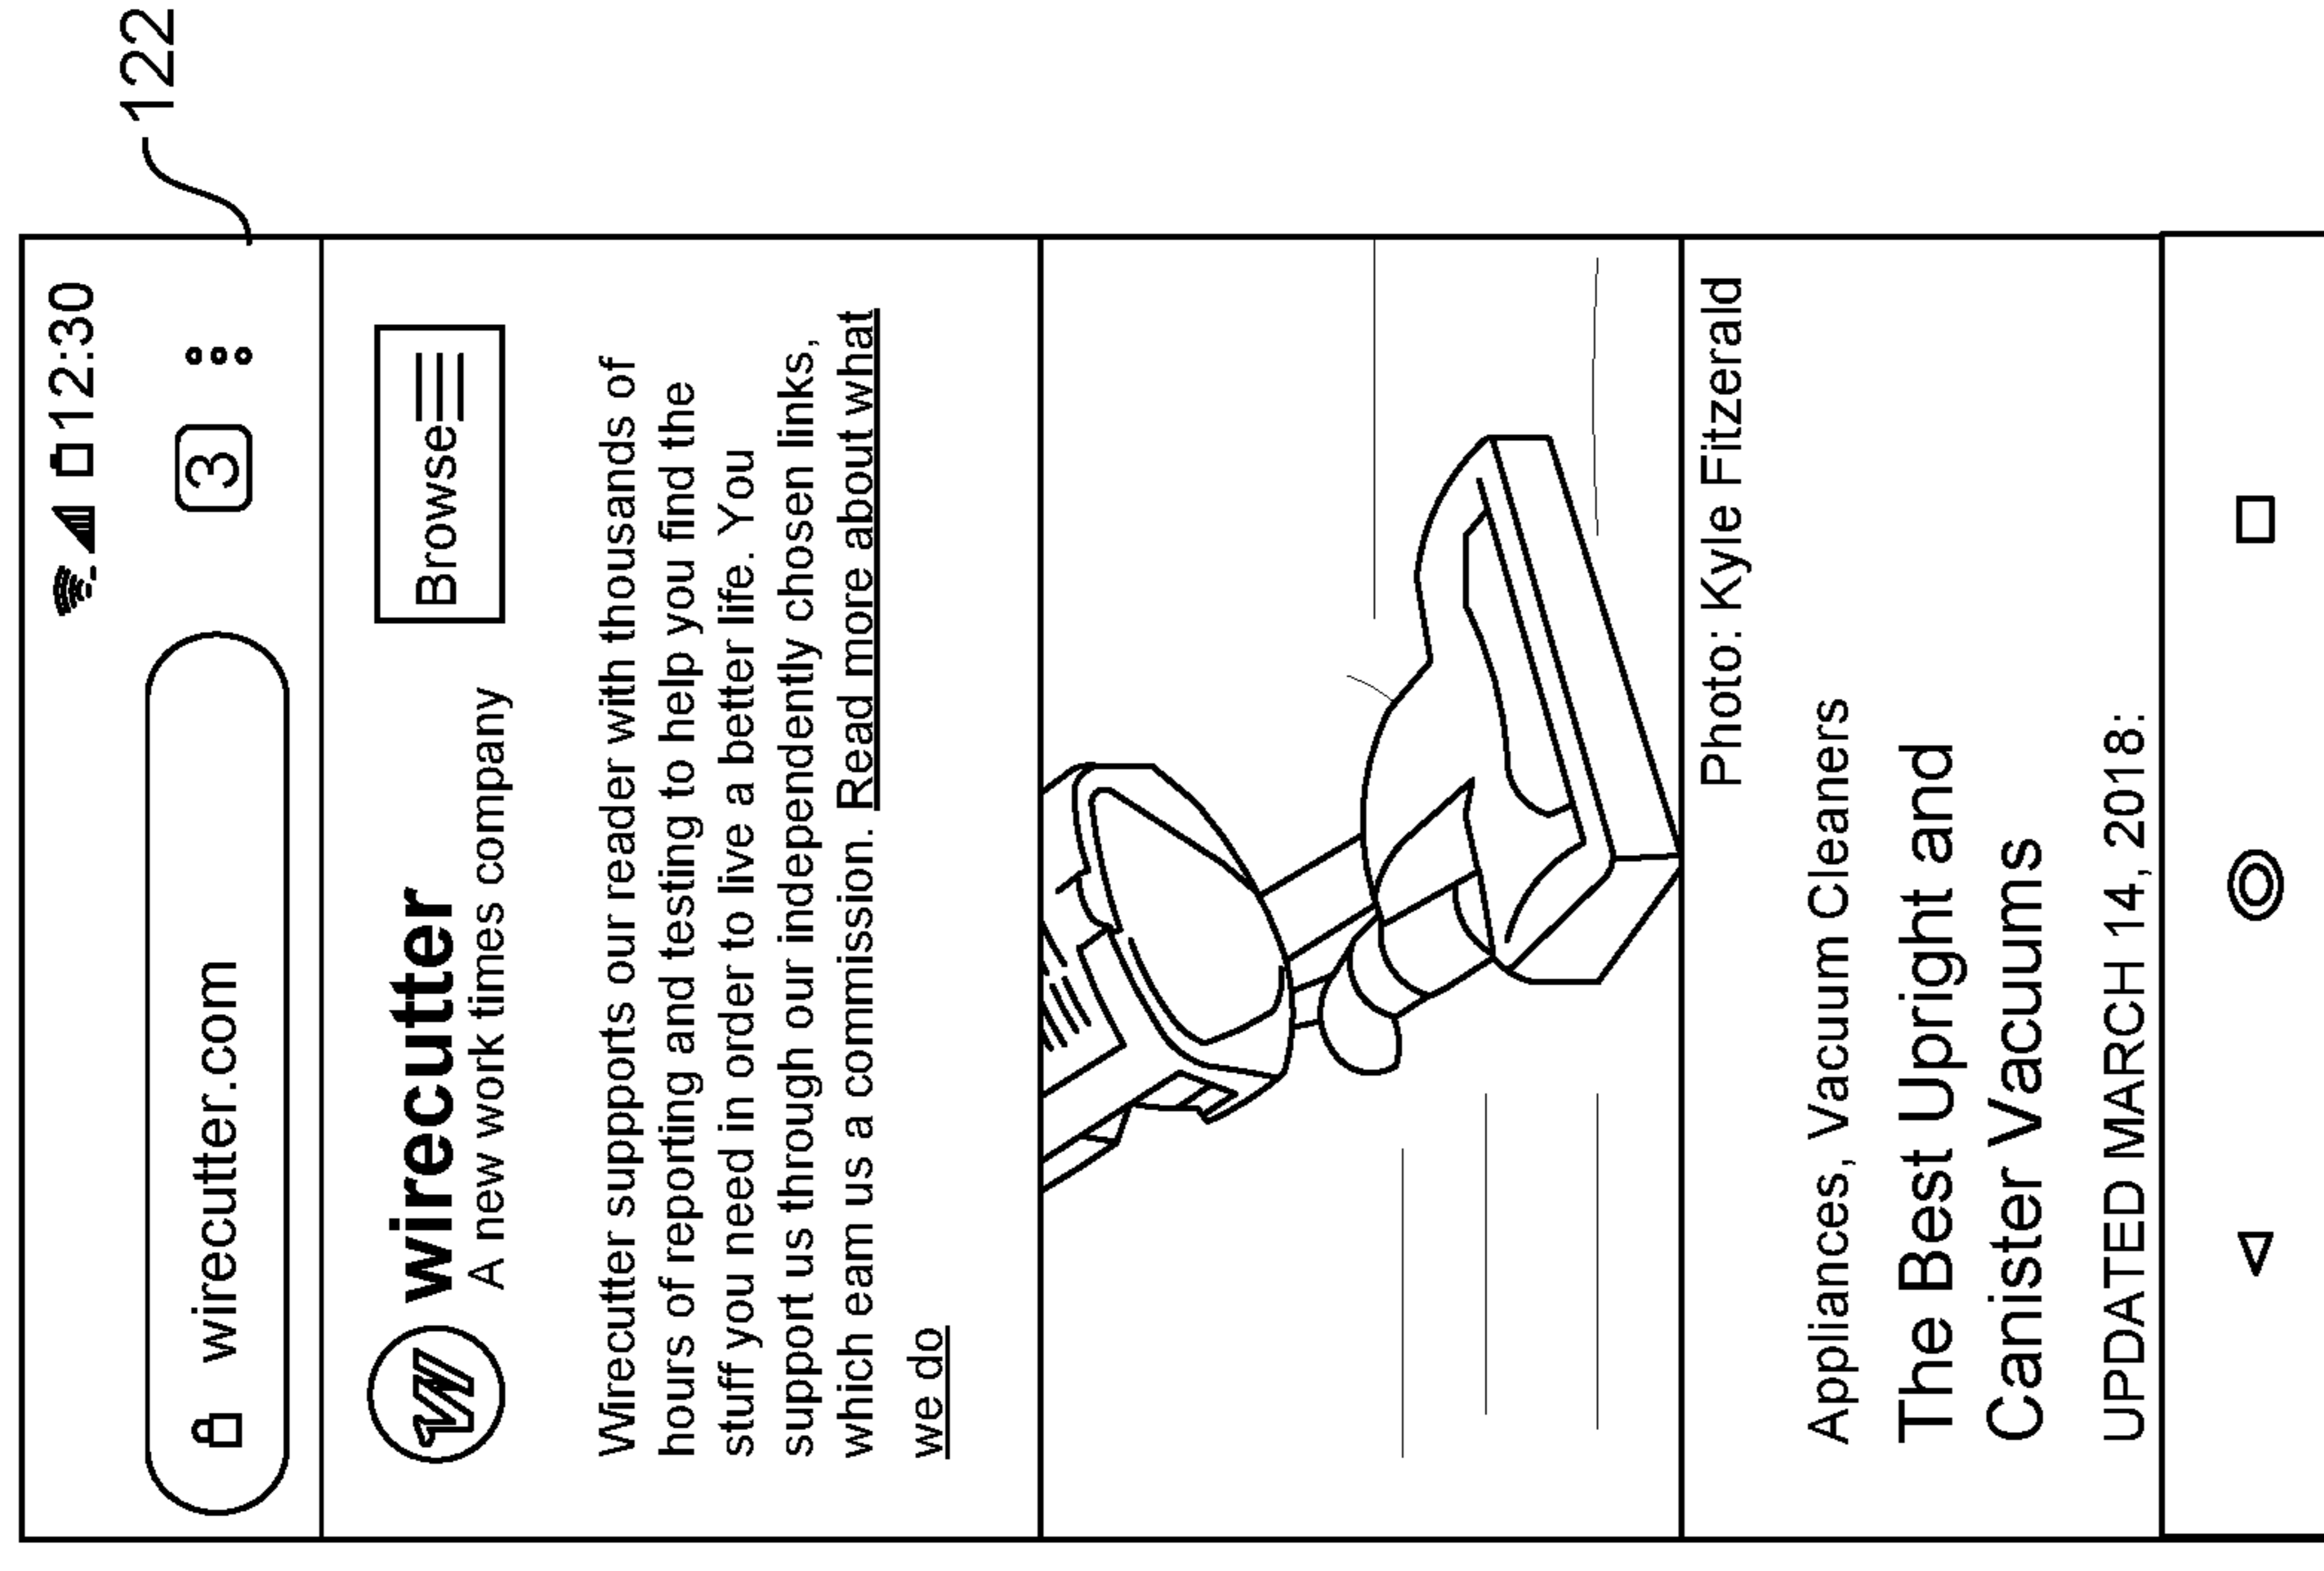 122
12:30
wirecutter.com 3
wirecutter
A new work times company
Browse
Wirecutter supports our reader with thousands of
hours of reporting and testing to help you find the
stuff you need in order to live a better life. You
support us through our independently chosen links,
which eam us a commission. Read more about what
we do
Photo: Kyle Fitzerald
Appliances, Vacuum Cleaners
The Best Upright and
Canister Vacuums
UPDATED MARCH 14, 2018: